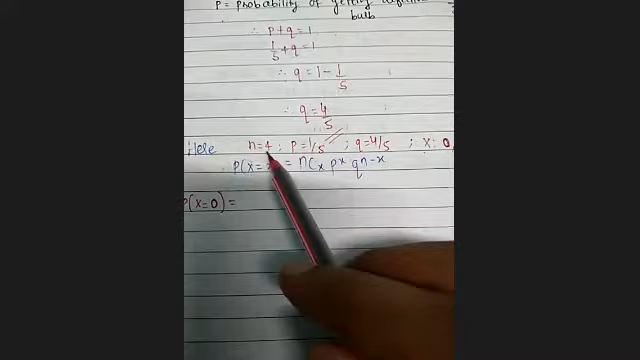 P = probability of getting
bulb
∴ p+q=1
1/5 + q = 1
∴ q = 1 - 1/5
∴ q = 4/5
Here n=4 ; P=1/5 ; q=4/5 ; x=0,
P(X= = nCx p^x q^n-x
P(X=0) =